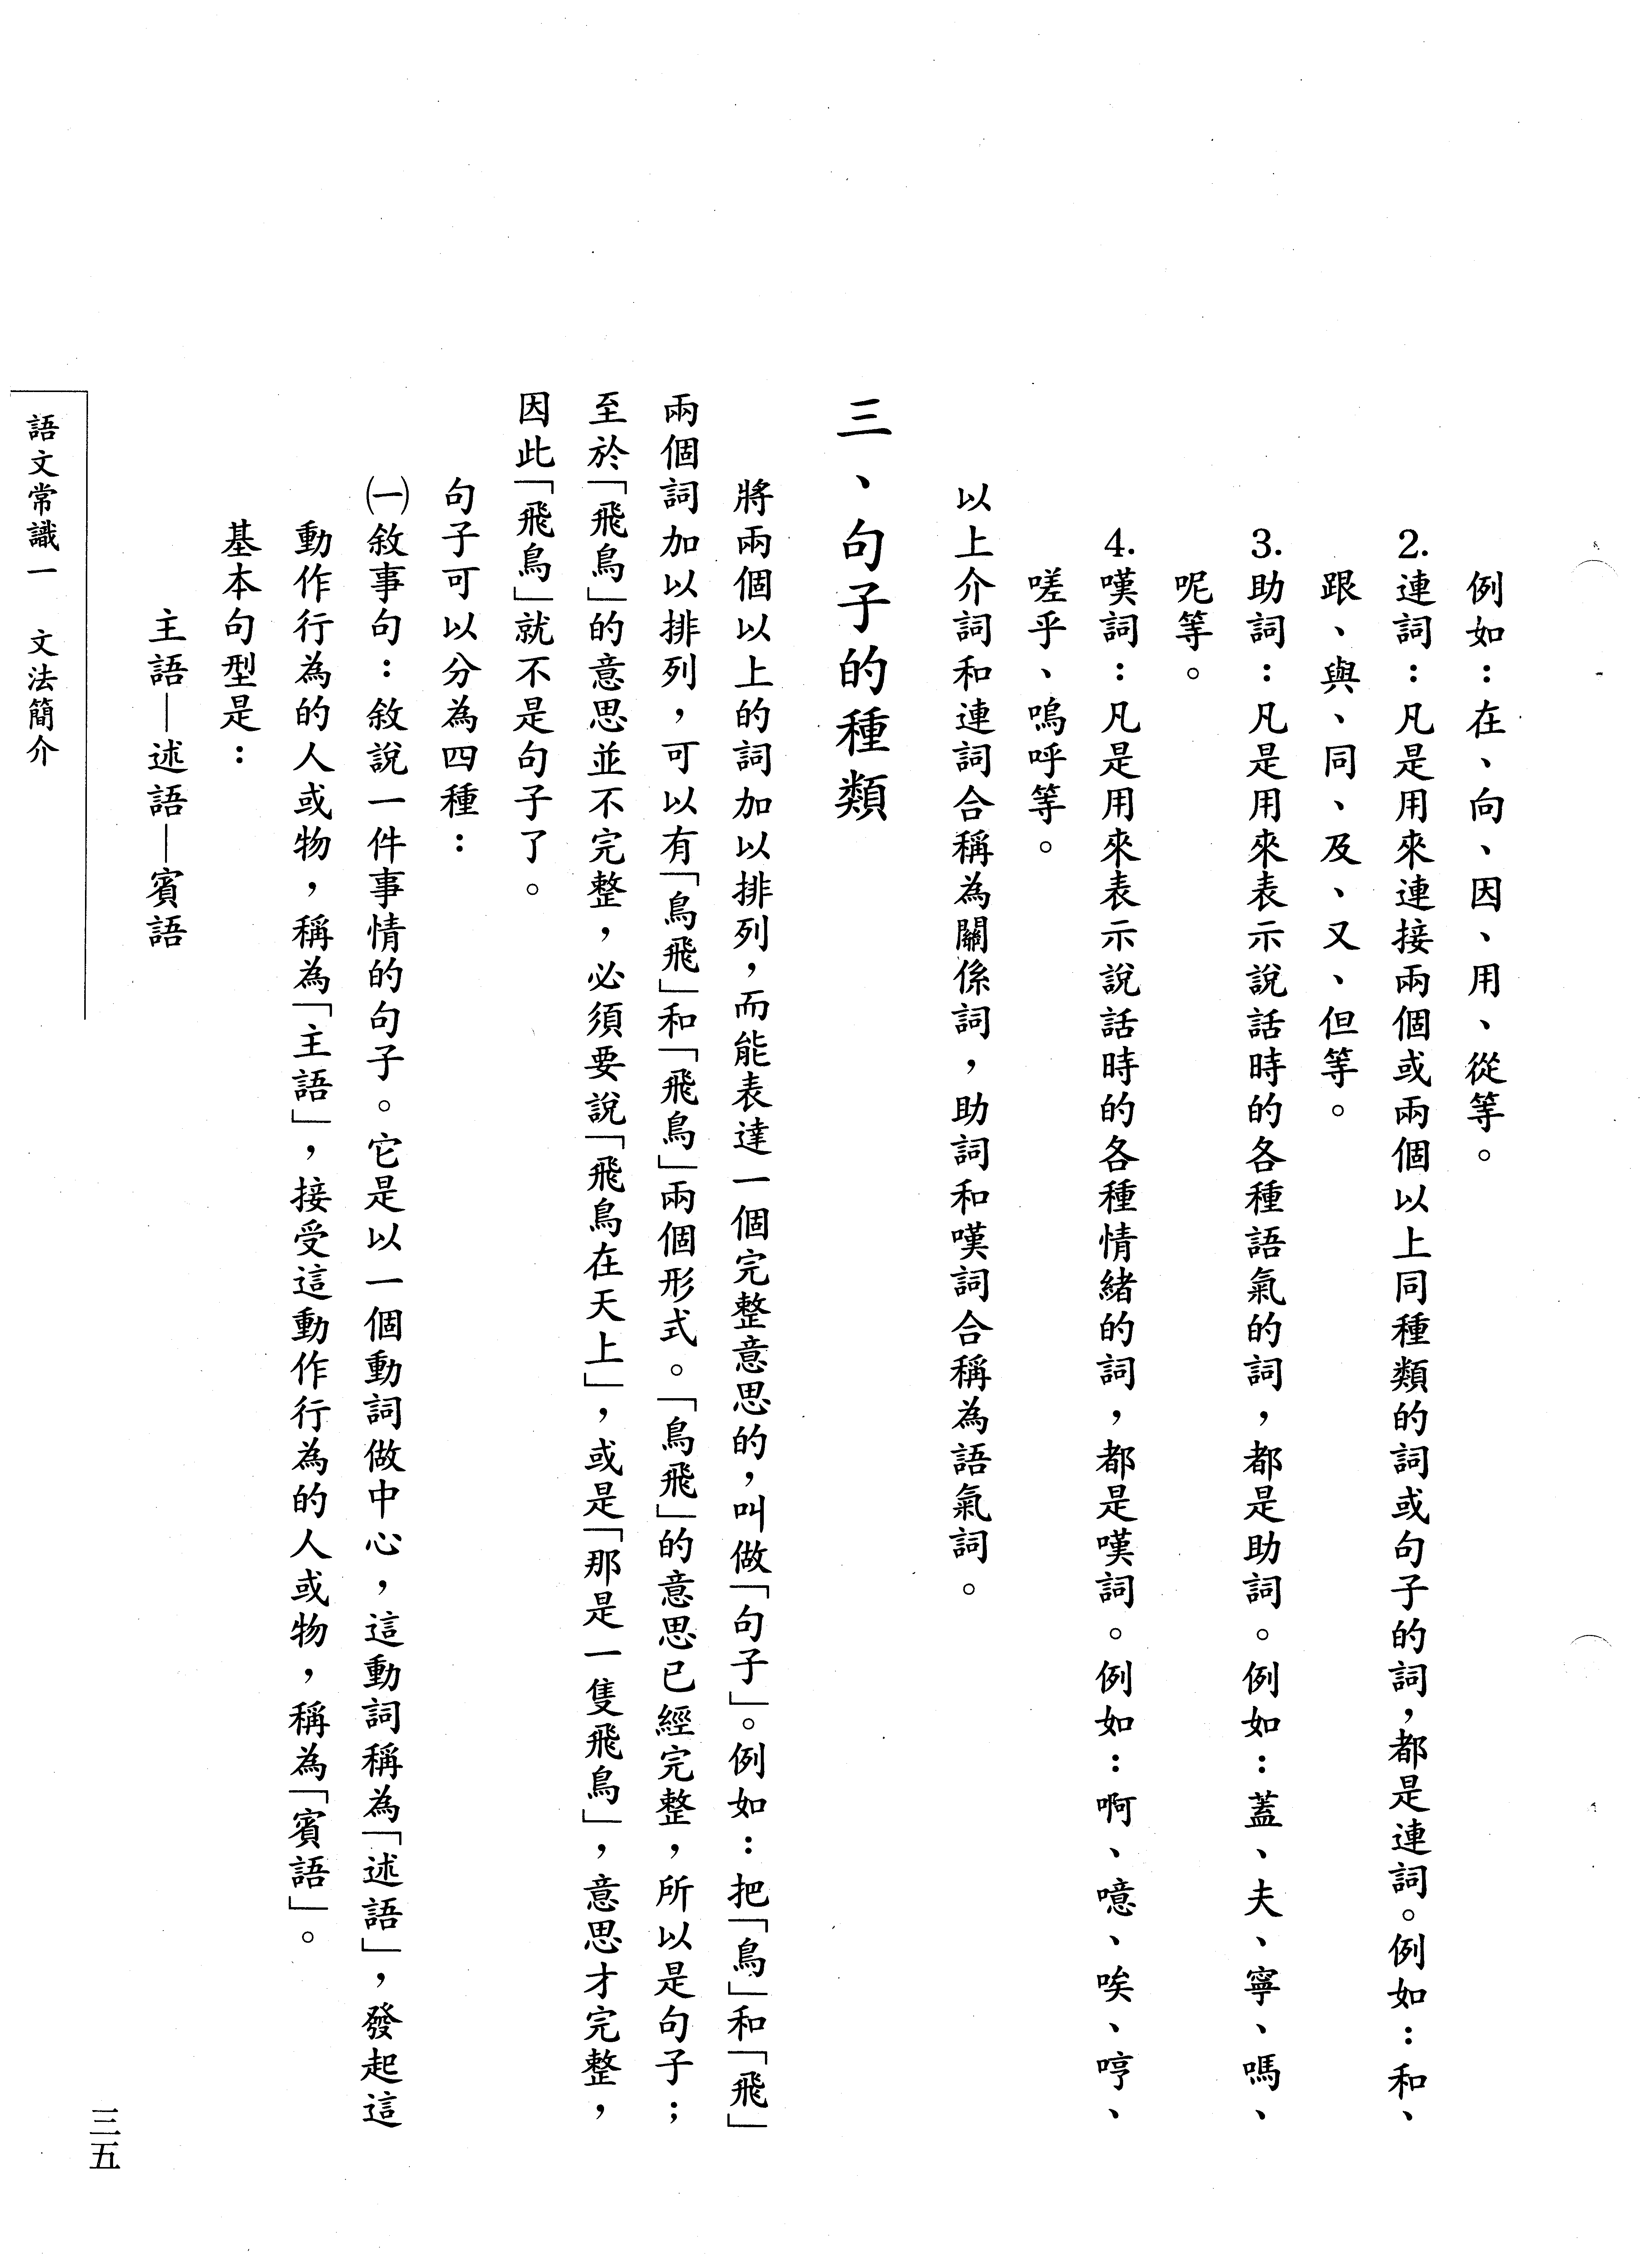 例如：在、向、因、用、從等。
2.連詞：凡是用來連接兩個或兩個以上同種類的詞或句子的詞，都是連詞。例如：和、
跟、與、同、及、又、但等。
3.助詞：凡是用來表示說話時的各種語氣的詞，都是助詞。例如：蓋、夫、寧、嗎、
呢等。
4.嘆詞：凡是用來表示說話時的各種情緒的詞，都是嘆詞。例如：啊、噫、唉、哼、
嗟乎、嗚呼等。
以上介詞和連詞合稱為關係詞，助詞和嘆詞合稱為語氣詞。
三、句子的種類
將兩個以上的詞加以排列，而能表達一個完整意思的，叫做「句子」。例如：把「鳥」和「飛」
兩個詞加以排列，可以有「鳥飛」和「飛鳥」兩個形式。「鳥飛」的意思已經完整，所以是句子；
至於「飛鳥」的意思並不完整，必須要說「飛鳥在天上」，或是「那是一隻飛鳥」，意思才完整，
因此「飛鳥」就不是句子了。
句子可以分為四種：
㈠敘事句：敘說一件事情的句子。它是以一個動詞做中心，這動詞稱為「述語」，發起這
動作行為的人或物，稱為「主語」，接受這動作行為的人或物，稱為「賓語」。
基本句型是：
主語—述語—賓語
語文常識一　文法簡介
三五